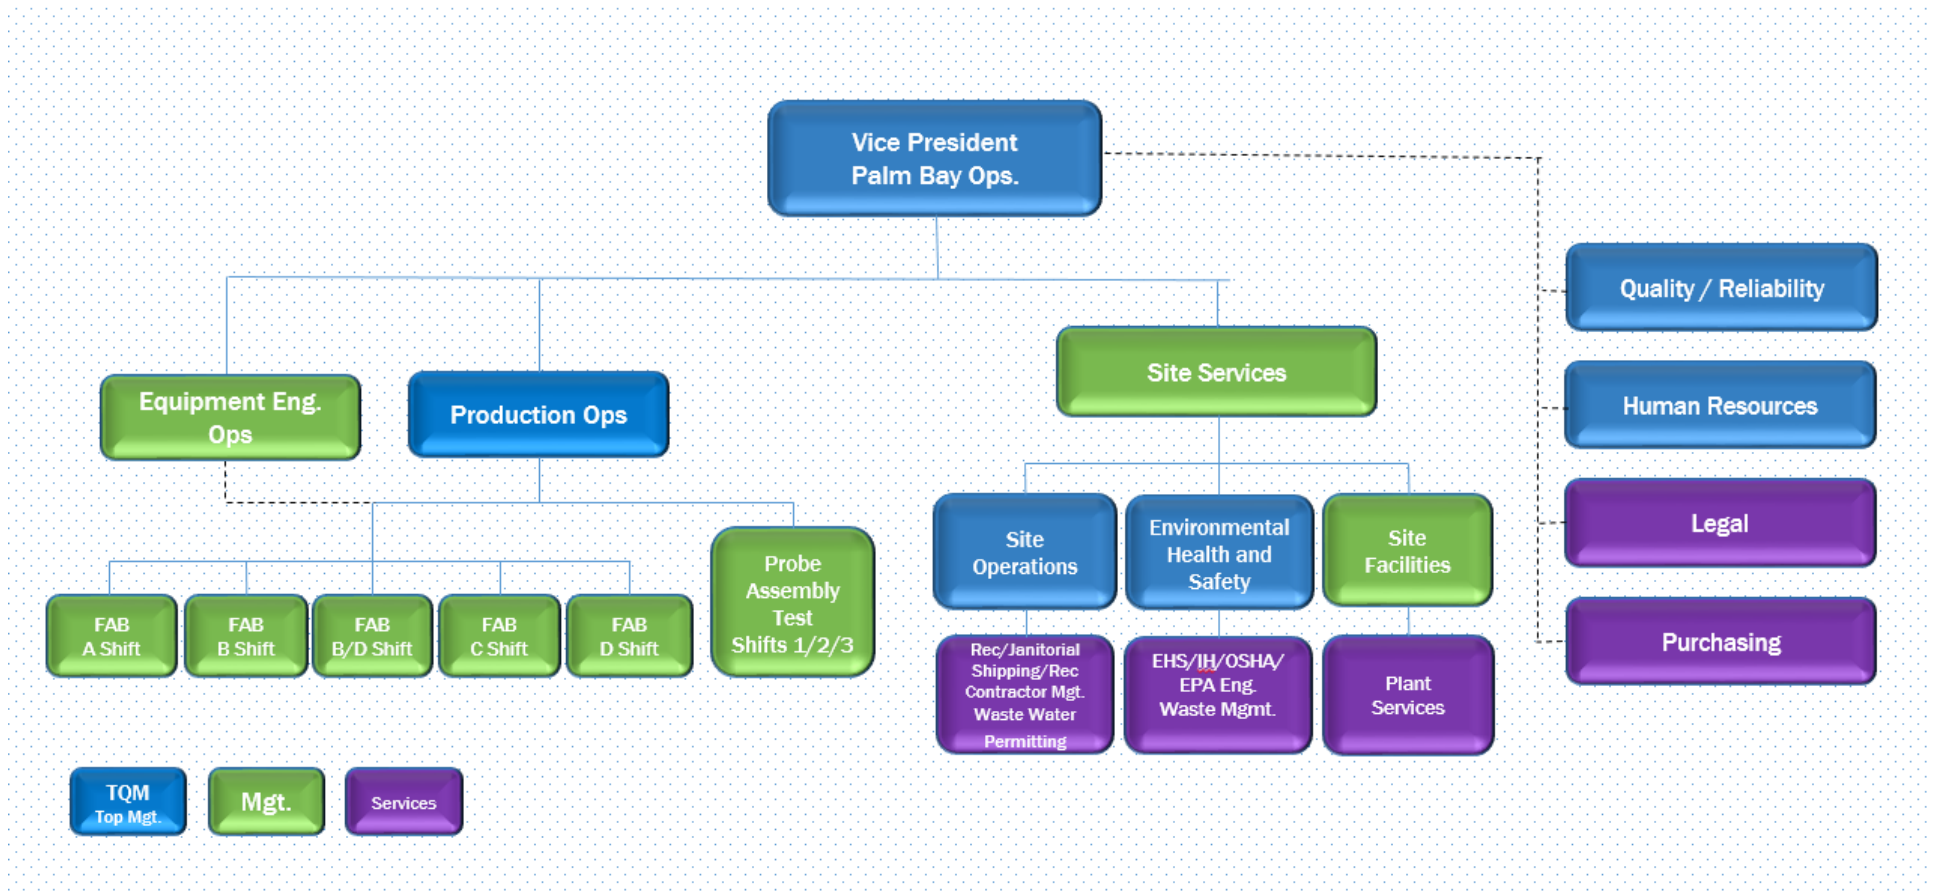 Vice President
Palm Bay Ops.
Quality / Reliability
Human Resources
Legal
Purchasing
Equipment Eng.
Ops
Production Ops
Site Services
Site
Operations
Environmental
Health and
Safety
Site
Facilities
FAB
A Shift
FAB
B Shift
FAB
B/D Shift
FAB
C Shift
FAB
D Shift
Probe
Assembly
Test
Shifts 1/2/3
Rec/Janitorial
Shipping/Rec
Contractor Mgt.
Waste Water
Permitting
EHS/IH/OSHA/
EPA Eng.
Waste Mgmt.
Plant
Services
TQM
Top Mgt.
Mgt.
Services